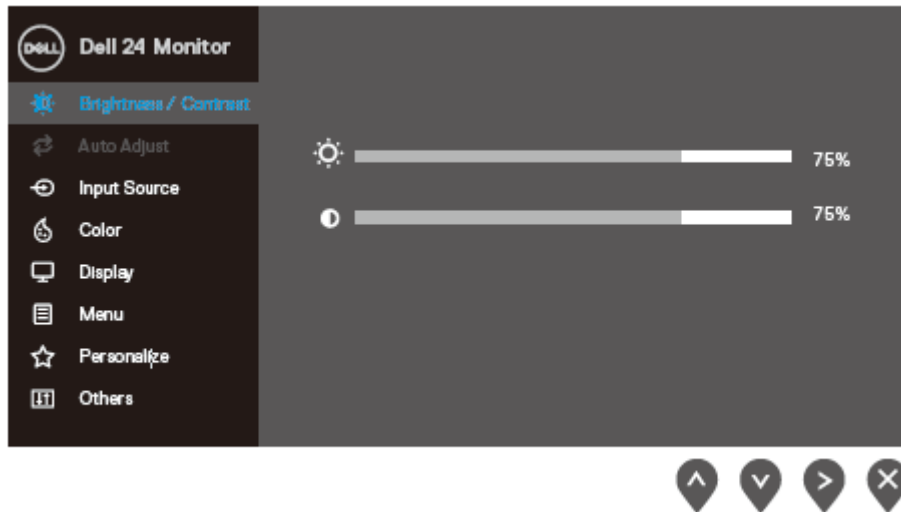 DELL Dell 24 Monitor
Brightness / Contrast
Auto Adjust
75%
Input Source
75%
Color
Display
Menu
Personalize
Others